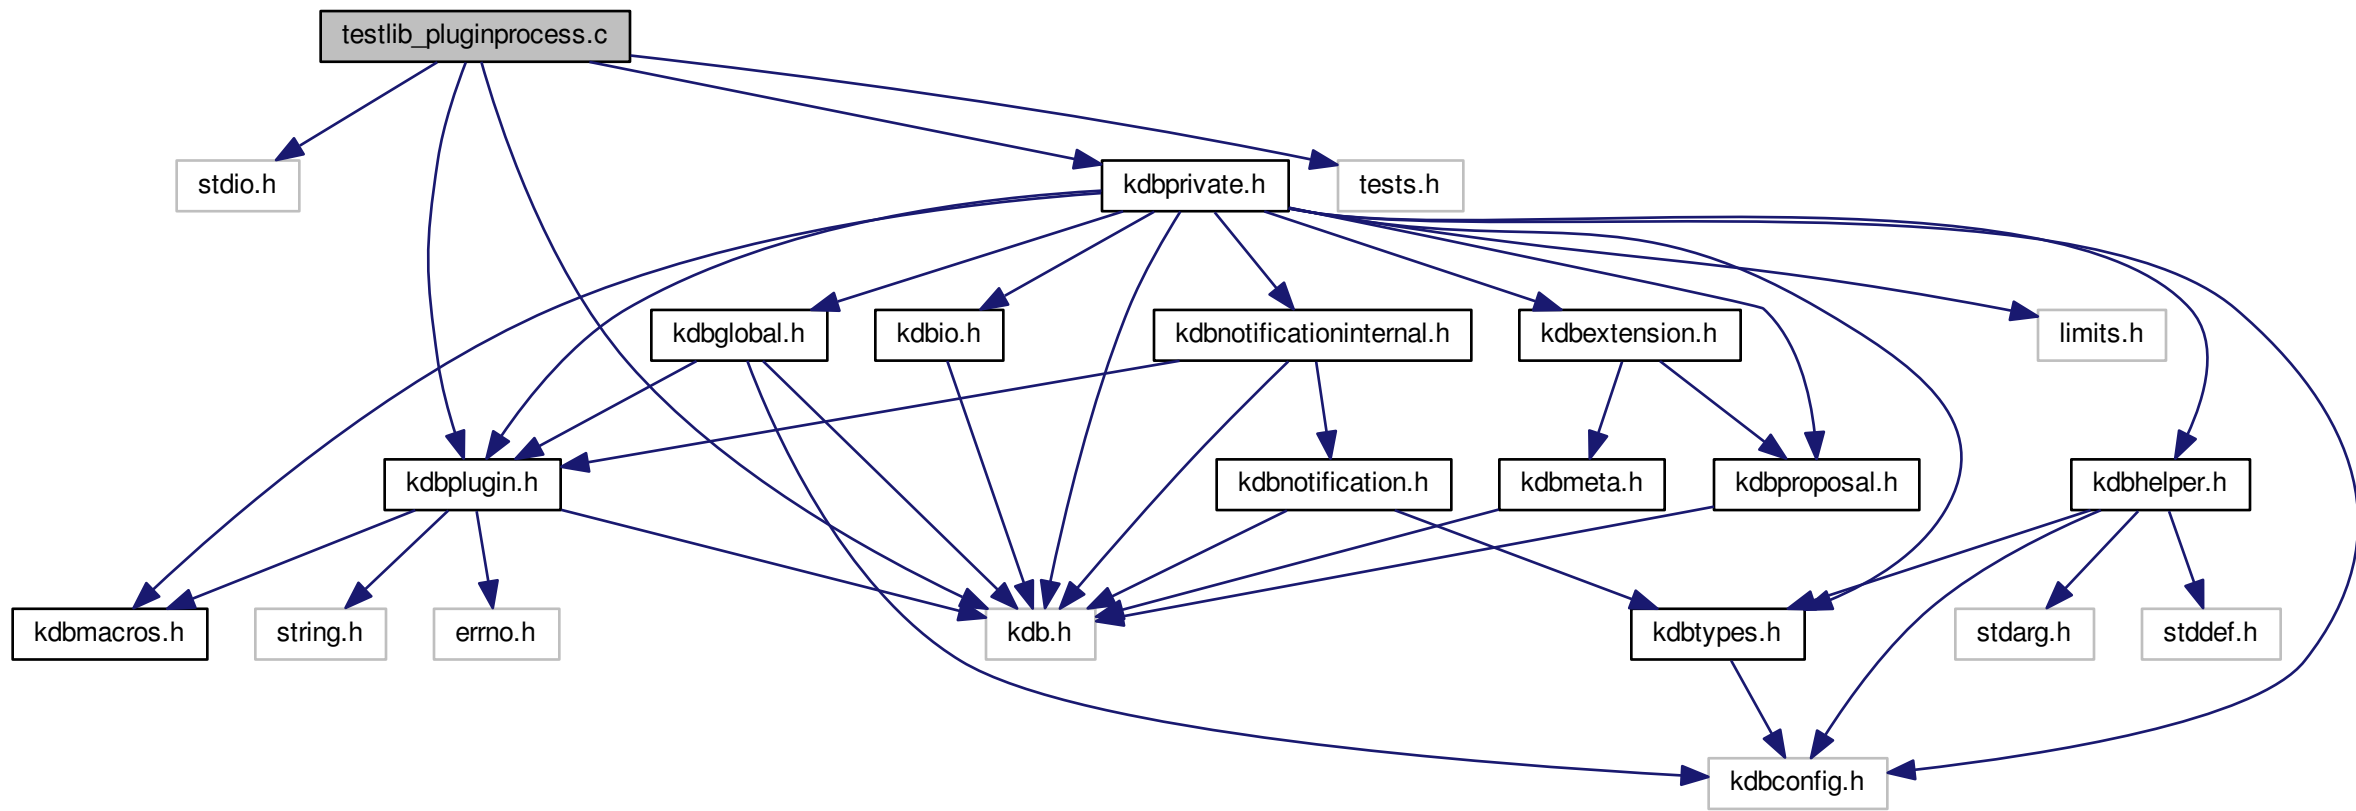 testlib_pluginprocess.c
stdio.h
kdbprivate.h
tests.h
kdbglobal.h
kdbio.h
kdbnotificationinternal.h
kdbextension.h
limits.h
kdbplugin.h
kdbnotification.h
kdbmeta.h
kdbproposal.h
kdbhelper.h
kdbmacros.h
string.h
errno.h
kdb.h
kdbtypes.h
stdarg.h
stddef.h
kdbconfig.h